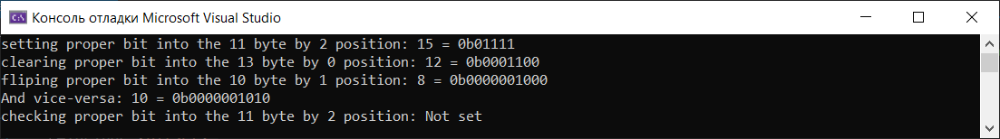 Консоль отладки Microsoft Visual Studio
setting proper bit into the 11 byte by 2 position: 15 = 0b01111
clearing proper bit into the 13 byte by 0 position: 12 = 0b0001100
fliping proper bit into the 10 byte by 1 position: 8 = 0b0000001000
And vice-versa: 10 = 0b0000001010
checking proper bit into the 11 byte by 2 position: Not set